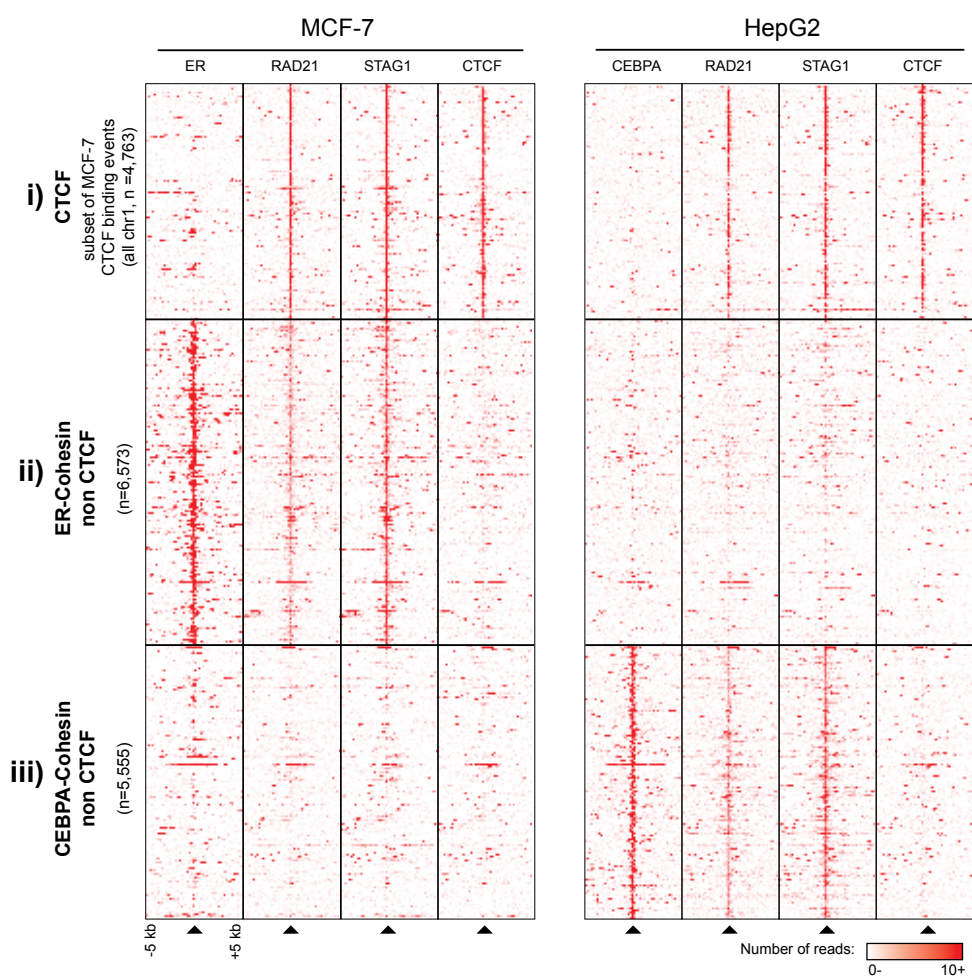 MCF-7
HepG2
ER
RAD21
STAG1
CTCF
CEBPA
RAD21
STAG1
CTCF
i)
CTCF
subset of MCF-7
CTCF binding events
(all chr1, n =4,763)
ii)
ER-Cohesin
non CTCF
(n=6,573)
iii)
CEBPA-Cohesin
non CTCF
(n=5,555)
-5 kb
+5 kb
Number of reads:
0-
10+